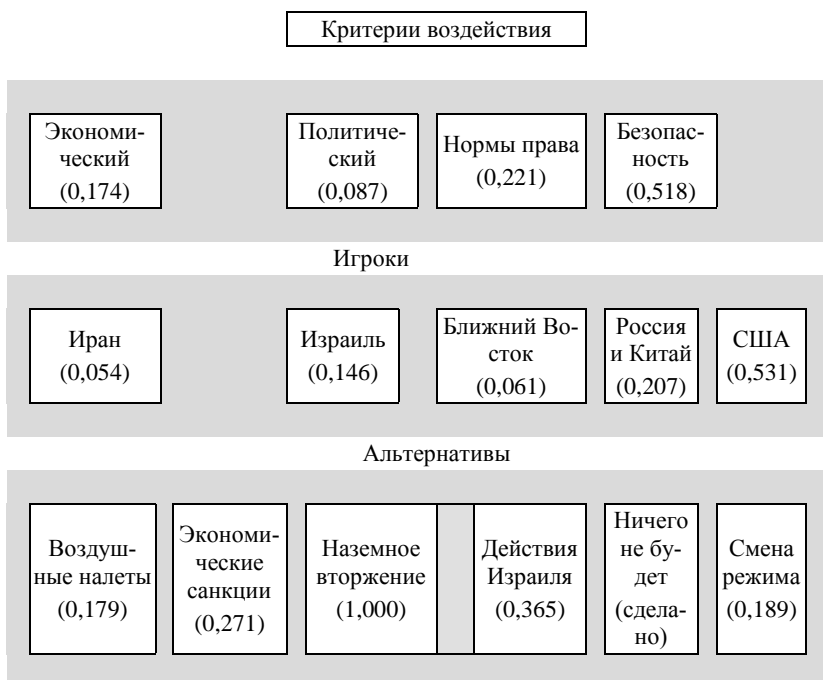 Критерии воздействия
Экономи-
ческий
(0,174)
Политиче-
ский
(0,087)
Нормы права
(0,221)
Безопас-
ность
(0,518)
Игроки
Иран
(0,054)
Израиль
(0,146)
Ближний Во-
сток
(0,061)
Россия
и Китай
(0,207)
США
(0,531)
Альтернативы
Воздуш-
ные налеты
(0,179)
Экономи-
ческие
санкции
(0,271)
Наземное
вторжение
(1,000)
Действия
Израиля
(0,365)
Ничего
не бу-
дет
(сдела-
но)
Смена
режима
(0,189)